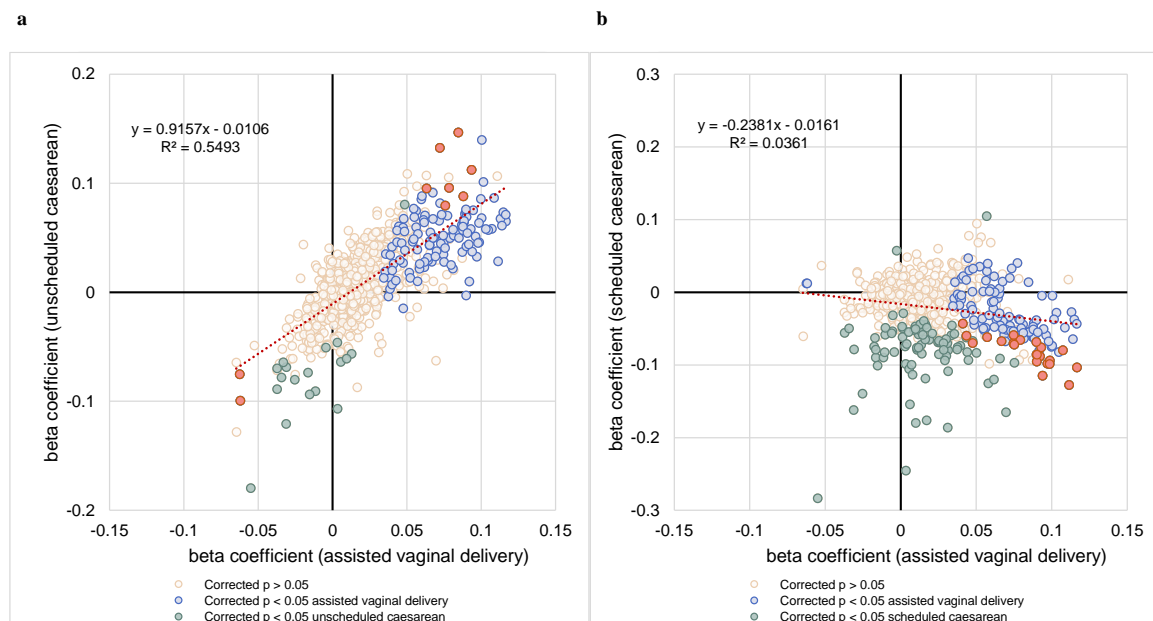 a
b
0.2
0.1
0
-0.1
-0.2
-0.15
-0.1
-0.05
0
0.05
0.1
0.15
y = 0.9157x - 0.0106
R² = 0.5493
beta coefficient (unscheduled caesarean)
beta coefficient (assisted vaginal delivery)
Corrected p > 0.05
Corrected p < 0.05 assisted vaginal delivery
Corrected p < 0.05 unscheduled caesarean
0.3
0.2
0.1
0
-0.1
-0.2
-0.3
-0.15
-0.1
-0.05
0
0.05
0.1
0.15
y = -0.2381x - 0.0161
R² = 0.0361
beta coefficient (scheduled caesarean)
beta coefficient (assisted vaginal delivery)
Corrected p > 0.05
Corrected p < 0.05 assisted vaginal delivery
Corrected p < 0.05 scheduled caesarean